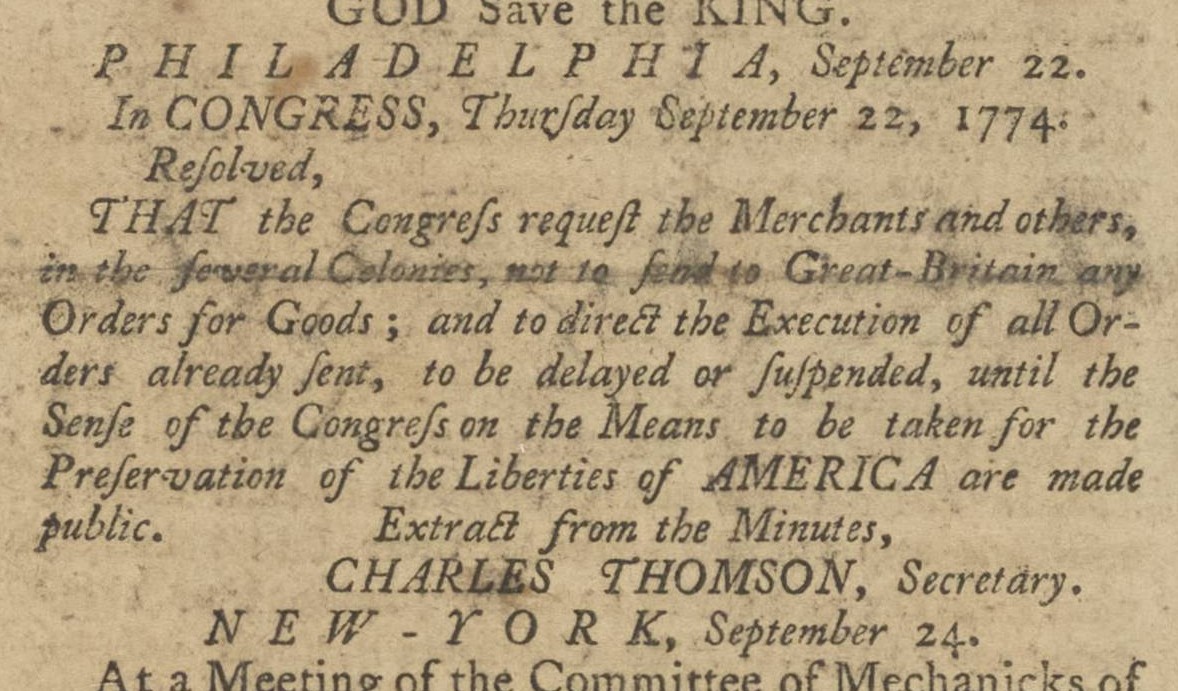 GOD Save the KING.
PHILADELPHIA, September 22.
In CONGRESS, Thurſday September 22, 1774.
Reſolved,
THAT the Congreſs requeſt the Merchants and others,
in the ſeveral Colonies, not to ſend to Great-Britain any
Orders for Goods; and to direct the Execution of all Or-
ders already ſent, to be delayed or ſuſpended, until the
Senſe of the Congreſs on the Means to be taken for the
Preſervation of the Liberties of AMERICA are made
public. Extract from the Minutes,
CHARLES THOMSON, Secretary.
NEW-YORK, September 24.
At a Meeting of the Committee of Mechanicks of